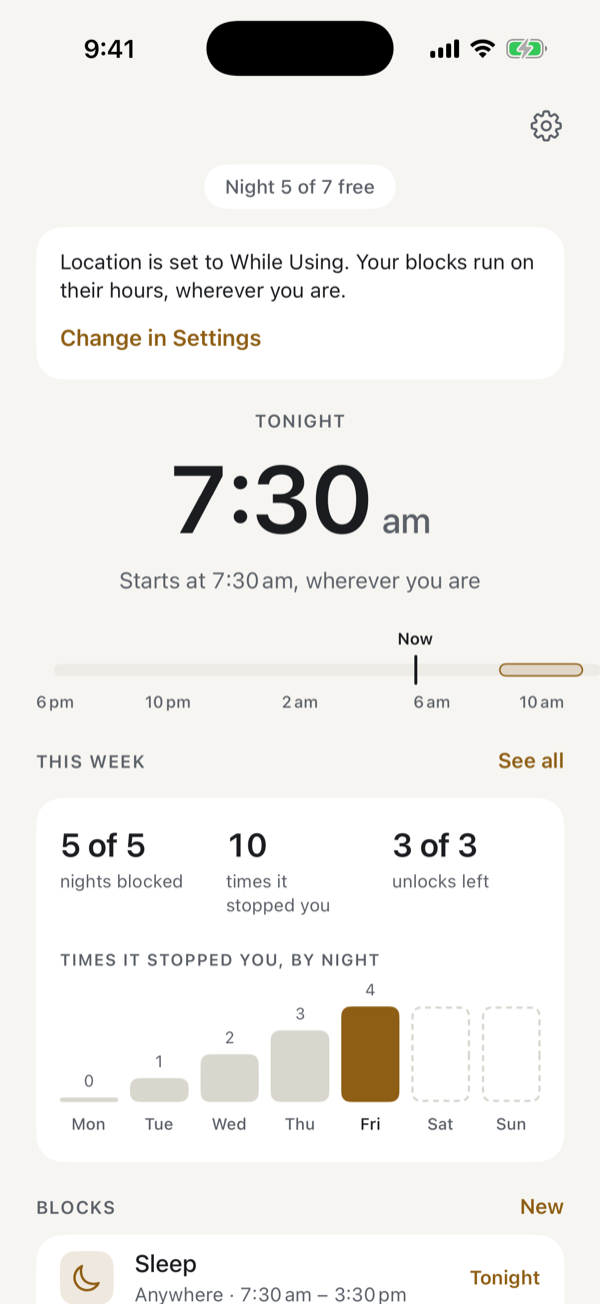 9:41
Night 5 of 7 free
Location is set to While Using. Your blocks run on
their hours, wherever you are.
Change in Settings
TONIGHT
7:30 am
Starts at 7:30 am, wherever you are
Now
6 pm 10 pm 2 am 6 am 10 am
THIS WEEK See all
5 of 5 10 3 of 3
nights blocked times it unlocks left
stopped you
TIMES IT STOPPED YOU, BY NIGHT
0 1 2 3 4
Mon Tue Wed Thu Fri Sat Sun
BLOCKS New
Sleep
Tonight
Anywhere · 7:30 am – 3:30 pm